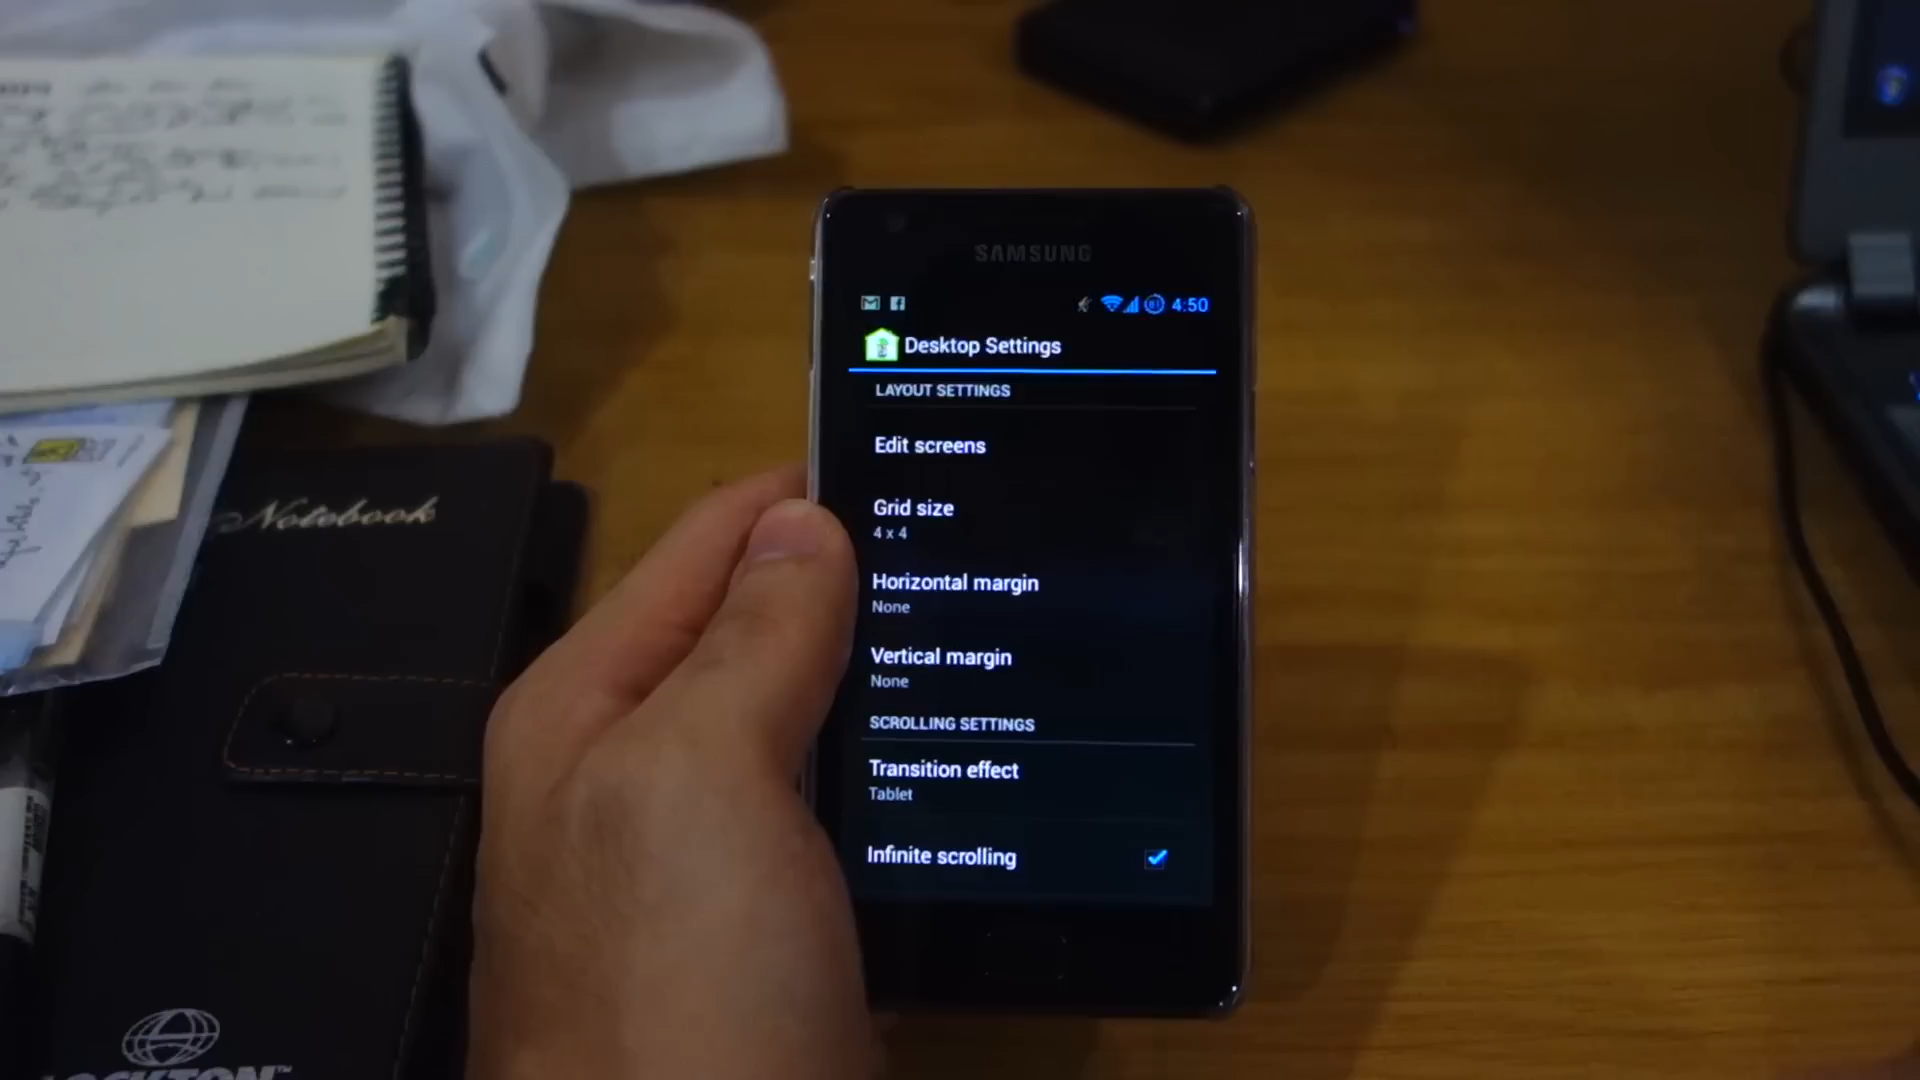 SAMSUNG
4:50
Desktop Settings
LAYOUT SETTINGS
Edit screens
Grid size
4 x 4
Horizontal margin
None
Vertical margin
None
SCROLLING SETTINGS
Transition effect
Tablet
Infinite scrolling
Notebook
LOCKTON™